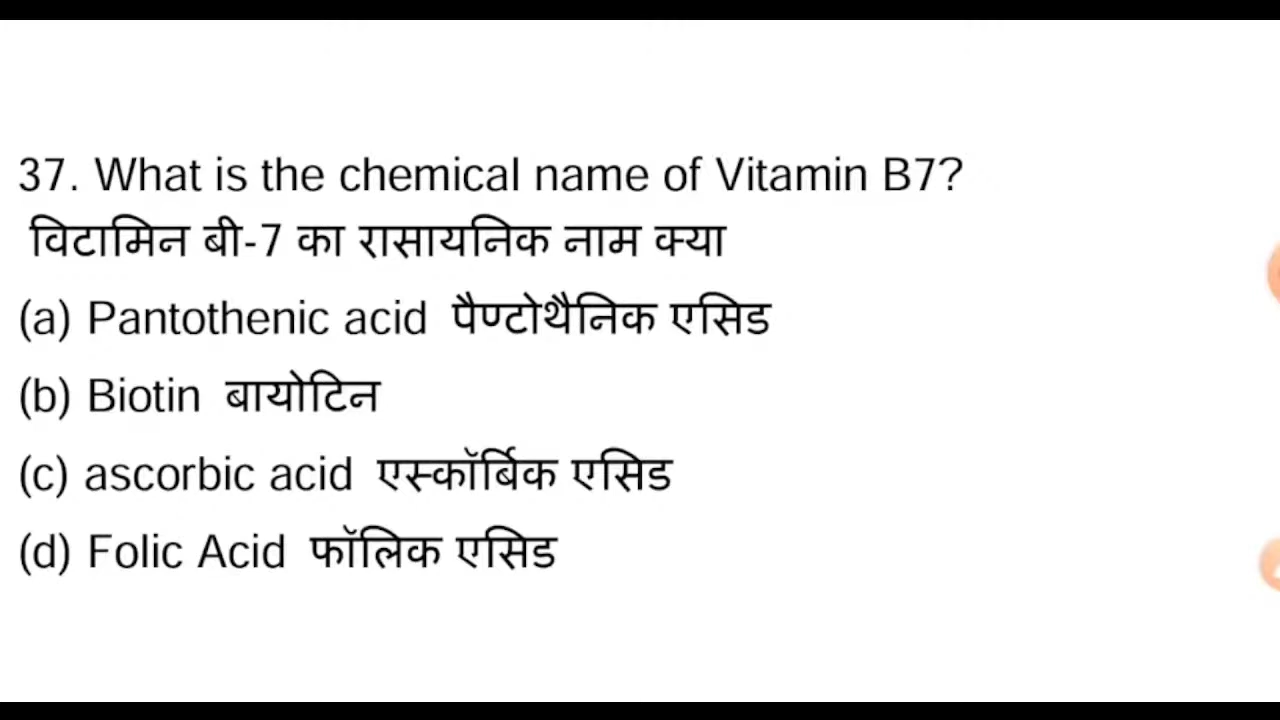 37. What is the chemical name of Vitamin B7?
विटामिन बी-7 का रासायनिक नाम क्या
(a) Pantothenic acid पैण्टोथैनिक एसिड
(b) Biotin बायोटिन
(c) ascorbic acid एस्कॉर्बिक एसिड
(d) Folic Acid फॉलिक एसिड